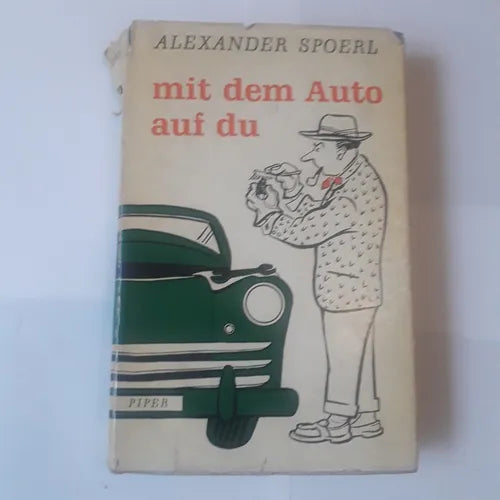 ALEXANDER SPOERL
mit dem Auto
auf du
PIPER